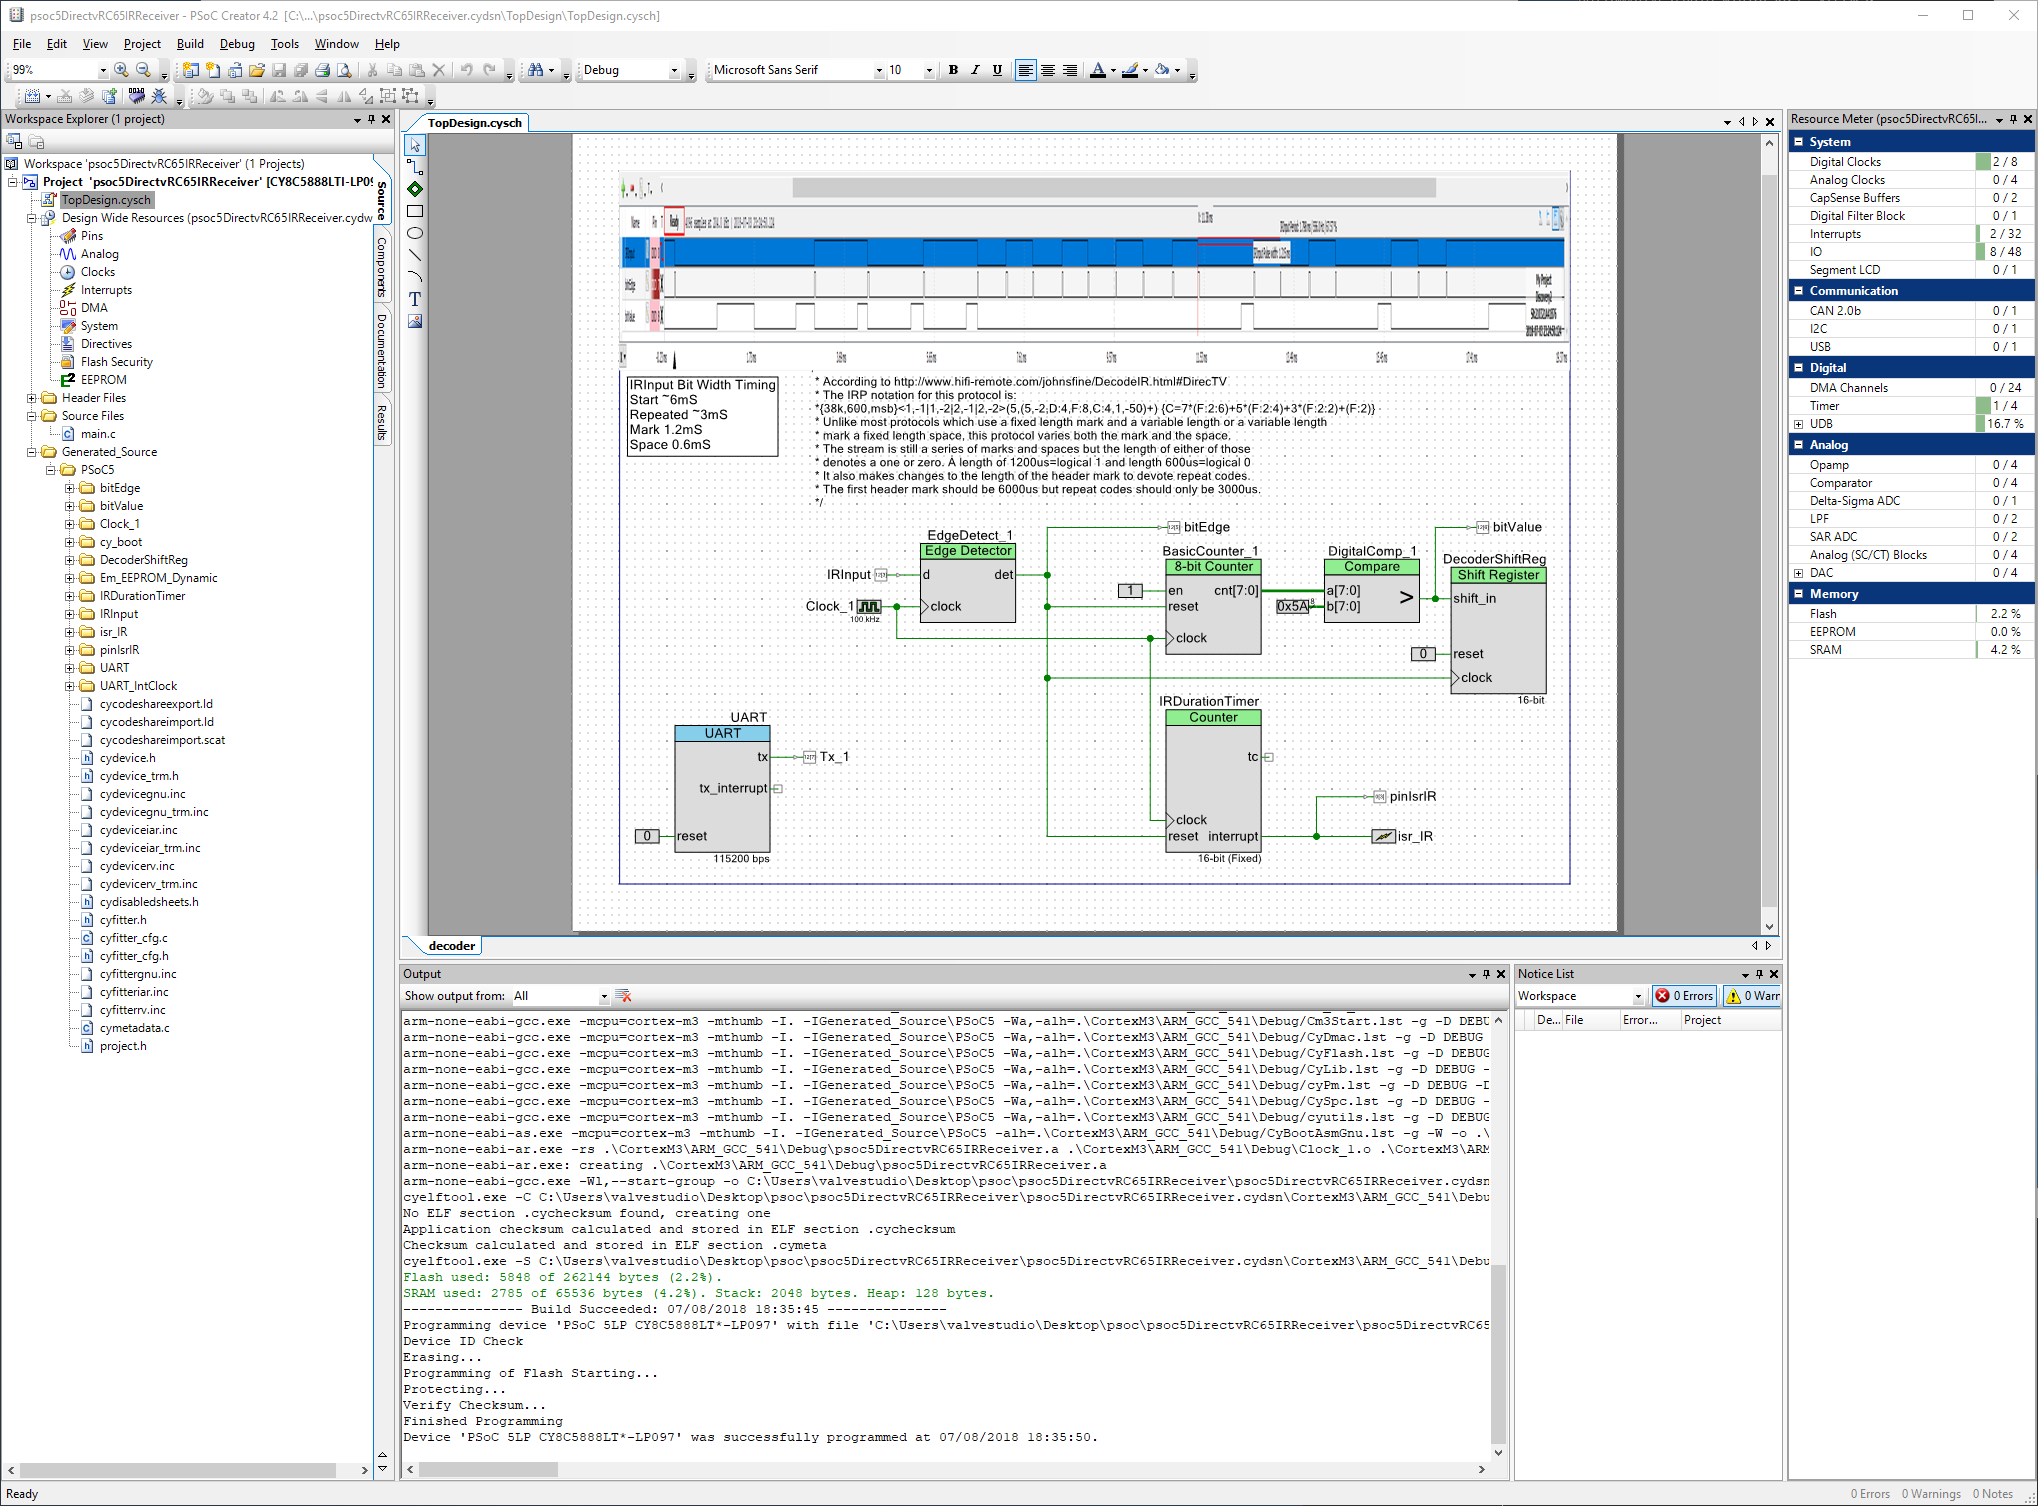 psoc5DirectvRC65IRReceiver - PSoC Creator 4.2 [C:\...\psoc5DirectvRC65IRReceiver.cydsn\TopDesign\TopDesign.cysch]
File Edit View Project Build Debug Tools Window Help
99% Debug Microsoft Sans Serif 10 B I U A
Workspace Explorer (1 project)
Workspace 'psoc5DirectvRC65IRReceiver' (1 Projects)
Project 'psoc5DirectvRC65IRReceiver' [CY8C5888LTI-LP09
TopDesign.cysch
Design Wide Resources (psoc5DirectvRC65IRReceiver.cydw
Pins
Analog
Clocks
Interrupts
DMA
System
Directives
Flash Security
EEPROM
Header Files
Source Files
main.c
Generated_Source
PSoC5
bitEdge
bitValue
Clock_1
cy_boot
DecoderShiftReg
Em_EEPROM_Dynamic
IRDurationTimer
IRInput
isr_IR
pinIsrIR
UART
UART_IntClock
cycodeshareexport.ld
cycodeshareimport.ld
cycodeshareimport.scat
cydevice.h
cydevice_trm.h
cydevicegnu.inc
cydevicegnu_trm.inc
cydeviceiar.inc
cydeviceiar_trm.inc
cydevicerv.inc
cydevicerv_trm.inc
cydisabledsheets.h
cyfitter.h
cyfitter_cfg.c
cyfitter_cfg.h
cyfittergnu.inc
cyfitteriar.inc
cyfitterrv.inc
cymetadata.c
project.h
Source
Components
Documentation
Results
TopDesign.cysch
T
Name Pin T Ready
IRInput
bitEdge
bitValue
My Project
Discovery2
IRInput Bit Width Timing
Start ~6mS
Repeated ~3mS
Mark 1.2mS
Space 0.6mS
* According to http://www.hifi-remote.com/johnsfine/DecodeIR.html#DirecTV
* The IRP notation for this protocol is:
*{38k,600,msb}<1,-1|1,-2|2,-1|2,-2>(5,(5,-2,D:4,F:8,C:4,1,-50)+) {C=7*(F:2:6)+5*(F:2:4)+3*(F:2:2)+(F:2)}
* Unlike most protocols which use a fixed length mark and a variable length or a variable length
* mark a fixed length space, this protocol varies both the mark and the space.
* The stream is still a series of marks and spaces but the length of either of those
* denotes a one or zero. A length of 1200us=logical 1 and length 600us=logical 0
* It also makes changes to the length of the header mark to devote repeat codes.
* The first header mark should be 6000us but repeat codes should only be 3000us.
*/
bitEdge
bitValue
EdgeDetect_1
Edge Detector
d det
clock
IRInput
Clock_1
100 kHz
BasicCounter_1
8-bit Counter
1
en cnt[7:0]
reset
clock
DigitalComp_1
Compare
a[7:0]
b[7:0]
>
0x5A
8
DecoderShiftReg
Shift Register
shift_in
0
reset
clock
16-bit
IRDurationTimer
Counter
tc
clock
reset interrupt
16-bit (Fixed)
pinIsrIR
isr_IR
UART
UART
tx
Tx_1
tx_interrupt
0
reset
115200 bps
decoder
Output
Show output from: All
arm-none-eabi-gcc.exe -mcpu=cortex-m3 -mthumb -I. -IGenerated_Source\PSoC5 -Wa,-alh=.\CortexM3\ARM_GCC_541\Debug/Cm3Start.lst -g -D DEBU
arm-none-eabi-gcc.exe -mcpu=cortex-m3 -mthumb -I. -IGenerated_Source\PSoC5 -Wa,-alh=.\CortexM3\ARM_GCC_541\Debug/CyDmac.lst -g -D DEBUG
arm-none-eabi-gcc.exe -mcpu=cortex-m3 -mthumb -I. -IGenerated_Source\PSoC5 -Wa,-alh=.\CortexM3\ARM_GCC_541\Debug/CyFlash.lst -g -D DEBUG
arm-none-eabi-gcc.exe -mcpu=cortex-m3 -mthumb -I. -IGenerated_Source\PSoC5 -Wa,-alh=.\CortexM3\ARM_GCC_541\Debug/CyLib.lst -g -D DEBUG -
arm-none-eabi-gcc.exe -mcpu=cortex-m3 -mthumb -I. -IGenerated_Source\PSoC5 -Wa,-alh=.\CortexM3\ARM_GCC_541\Debug/cyPm.lst -g -D DEBUG -I
arm-none-eabi-gcc.exe -mcpu=cortex-m3 -mthumb -I. -IGenerated_Source\PSoC5 -Wa,-alh=.\CortexM3\ARM_GCC_541\Debug/CySpc.lst -g -D DEBUG -
arm-none-eabi-gcc.exe -mcpu=cortex-m3 -mthumb -I. -IGenerated_Source\PSoC5 -Wa,-alh=.\CortexM3\ARM_GCC_541\Debug/cyutils.lst -g -D DEBUG
arm-none-eabi-as.exe -mcpu=cortex-m3 -mthumb -I. -IGenerated_Source\PSoC5 -alh=.\CortexM3\ARM_GCC_541\Debug/CyBootAsmGnu.lst -g -W -o .\
arm-none-eabi-ar.exe -rs .\CortexM3\ARM_GCC_541\Debug\psoc5DirectvRC65IRReceiver.a .\CortexM3\ARM_GCC_541\Debug\Clock_1.o .\CortexM3\ARM
arm-none-eabi-ar.exe: creating .\CortexM3\ARM_GCC_541\Debug\psoc5DirectvRC65IRReceiver.a
arm-none-eabi-gcc.exe -Wl,--start-group -o C:\Users\valvestudio\Desktop\psoc\psoc5DirectvRC65IRReceiver\psoc5DirectvRC65IRReceiver.cydsn
cyelftool.exe -C C:\Users\valvestudio\Desktop\psoc\psoc5DirectvRC65IRReceiver\psoc5DirectvRC65IRReceiver.cydsn\CortexM3\ARM_GCC_541\Debu
No ELF section .cychecksum found, creating one
Application checksum calculated and stored in ELF section .cychecksum
Checksum calculated and stored in ELF section .cymeta
cyelftool.exe -S C:\Users\valvestudio\Desktop\psoc\psoc5DirectvRC65IRReceiver\psoc5DirectvRC65IRReceiver.cydsn\CortexM3\ARM_GCC_541\Debu
Flash used: 5848 of 262144 bytes (2.2%).
SRAM used: 2785 of 65536 bytes (4.2%). Stack: 2048 bytes. Heap: 128 bytes.
--------------- Build Succeeded: 07/08/2018 18:35:45 ---------------
Programming device 'PSoC 5LP CY8C5888LT*-LP097' with file 'C:\Users\valvestudio\Desktop\psoc\psoc5DirectvRC65IRReceiver\psoc5DirectvRC65
Device ID Check
Erasing...
Programming of Flash Starting...
Protecting...
Verify Checksum...
Finished Programming
Device 'PSoC 5LP CY8C5888LT*-LP097' was successfully programmed at 07/08/2018 18:35:50.
Notice List
Workspace 0 Errors 0 Warr
De... File Error... Project
Resource Meter (psoc5DirectvRC65I...
System
Digital Clocks 2 / 8
Analog Clocks 0 / 4
CapSense Buffers 0 / 2
Digital Filter Block 0 / 1
Interrupts 2 / 32
IO 8 / 48
Segment LCD 0 / 1
Communication
CAN 2.0b 0 / 1
I2C 0 / 1
USB 0 / 1
Digital
DMA Channels 0 / 24
Timer 1 / 4
UDB 16.7 %
Analog
Opamp 0 / 4
Comparator 0 / 4
Delta-Sigma ADC 0 / 1
LPF 0 / 2
SAR ADC 0 / 2
Analog (SC/CT) Blocks 0 / 4
DAC 0 / 4
Memory
Flash 2.2 %
EEPROM 0.0 %
SRAM 4.2 %
Ready
0 Errors 0 Warnings 0 Notes